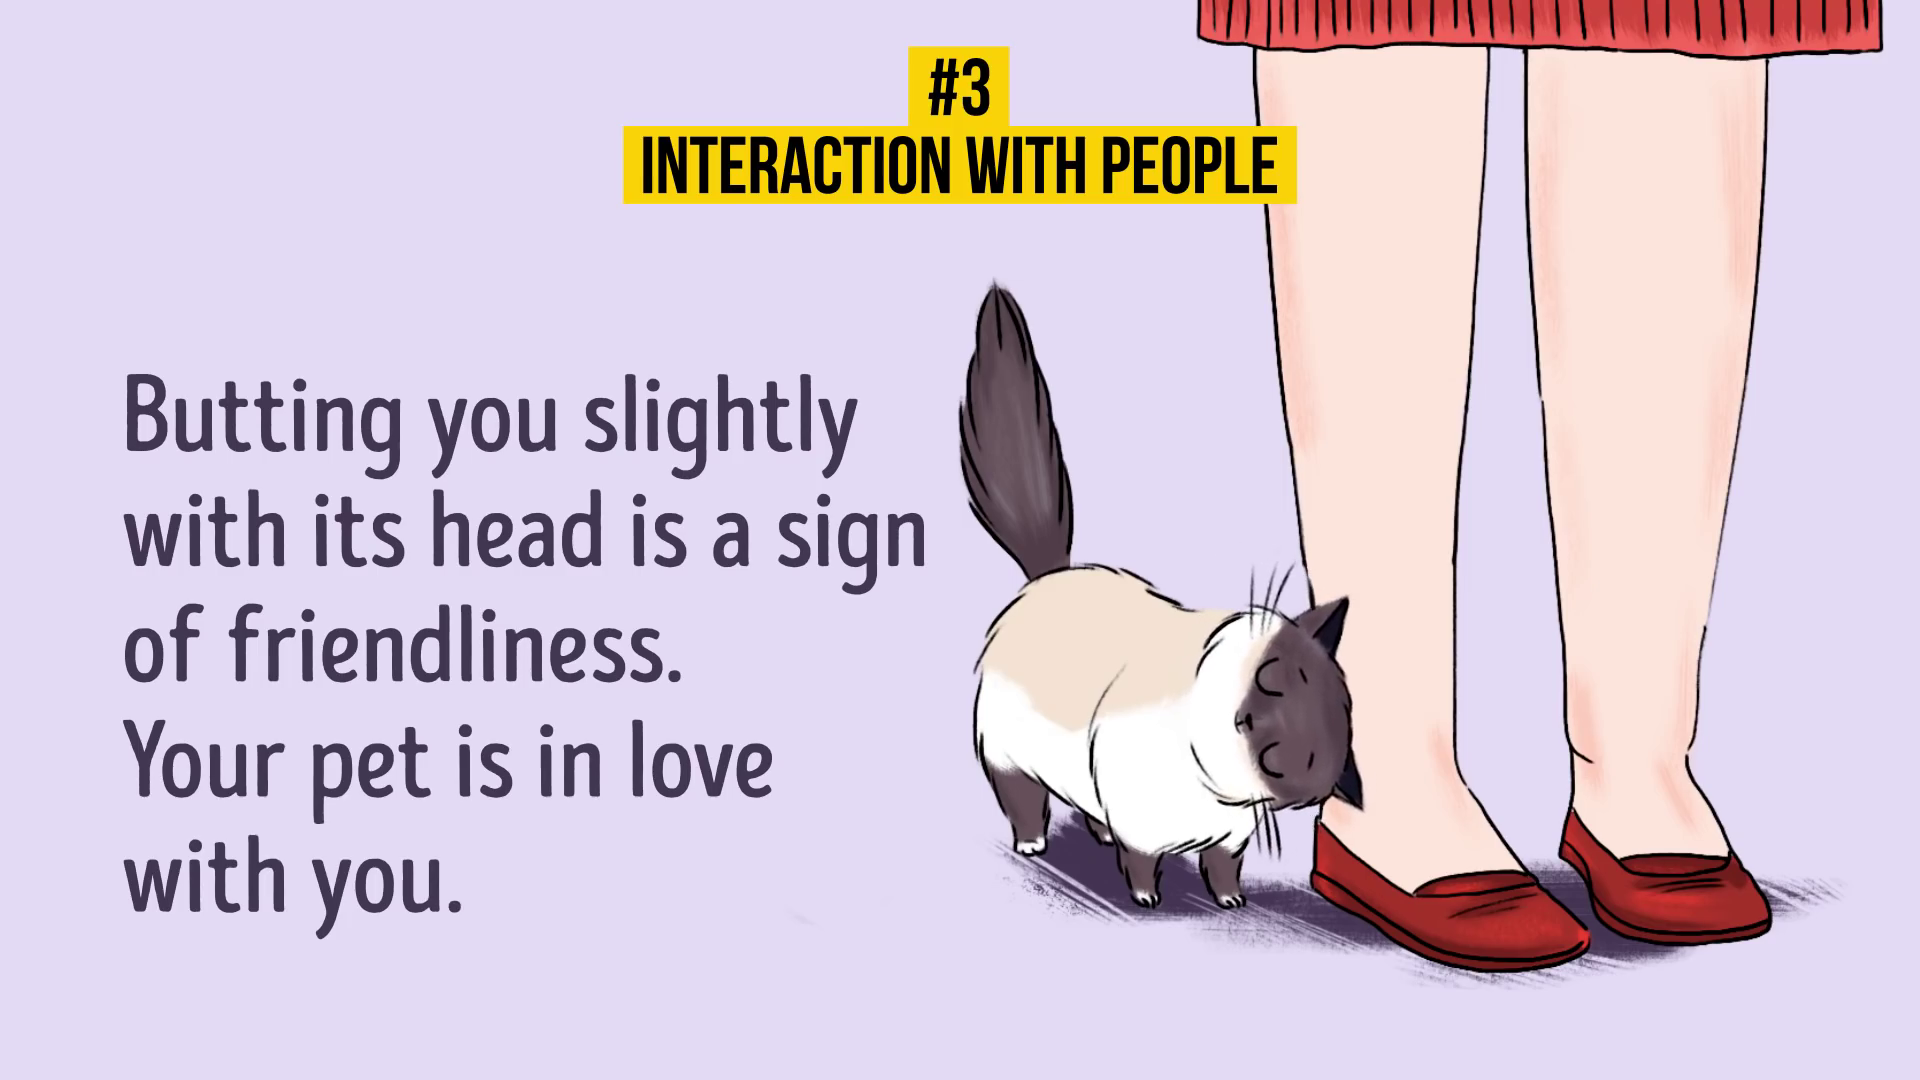 #3
INTERACTION WITH PEOPLE
Butting you slightly
with its head is a sign
of friendliness.
Your pet is in love
with you.